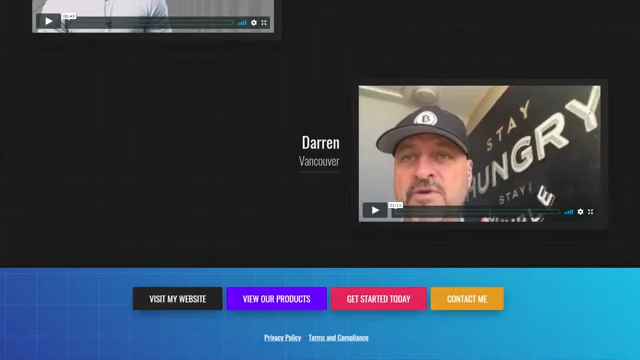 Darren
Vancouver
STAY
HUNGRY
STAY
VISIT MY WEBSITE
VIEW OUR PRODUCTS
GET STARTED TODAY
CONTACT ME
Privacy Policy
Terms and Compliance